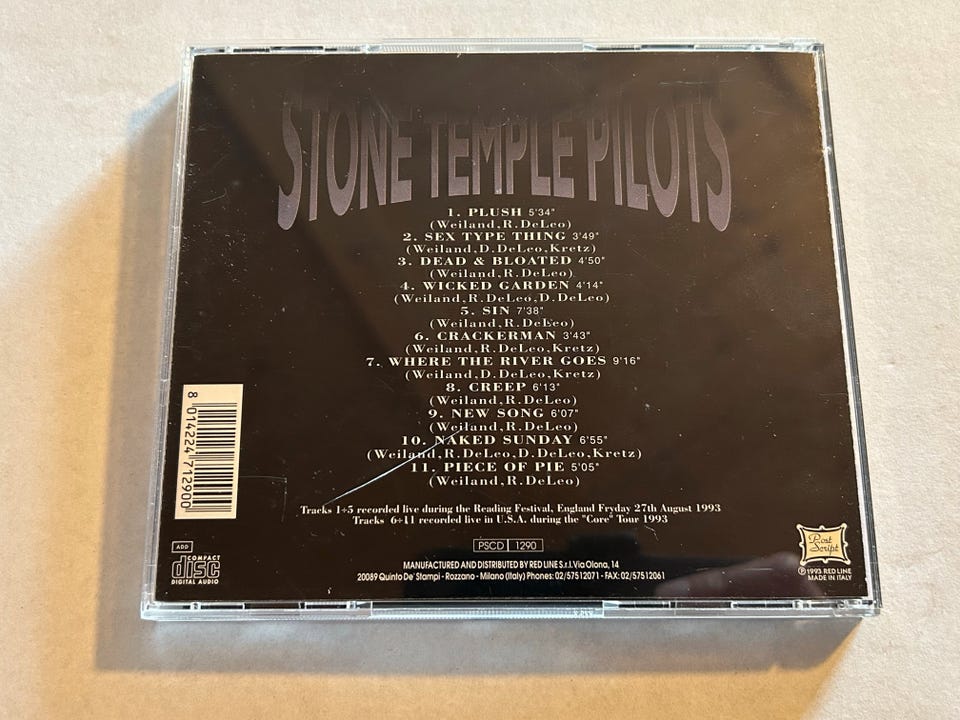 STONE TEMPLE PILOTS
1. PLUSH 5'34"
(Weiland,R.DeLeo)
2. SEX TYPE THING 3'49"
(Weiland,D.DeLeo,Kretz)
3. DEAD & BLOATED 4'50"
(Weiland,R.DeLeo)
4. WICKED GARDEN 4'14"
(Weiland,R.DeLeo,D.DeLeo)
5. SIN 7'38"
(Weiland,R.DeLeo)
6. CRACKERMAN 3'43"
(Weiland,R.DeLeo,Kretz)
7. WHERE THE RIVER GOES 9'16"
(Weiland,D.DeLeo,Kretz)
8. CREEP 6'13"
(Weiland,R.DeLeo)
9. NEW SONG 6'07"
(Weiland,R.DeLeo)
10. NAKED SUNDAY 6'55"
(Weiland,R.DeLeo,D.DeLeo,Kretz)
11. PIECE OF PIE 5'05"
(Weiland,R.DeLeo)
8 014224 712900
Tracks 1÷5 recorded live during the Reading Festival, England Fryday 27th August 1993
Tracks 6÷11 recorded live in U.S.A. during the "Core" Tour 1993
ADD
COMPACT
disc
DIGITAL AUDIO
PSCD 1290
MANUFACTURED AND DISTRIBUTED BY RED LINE S.r.l. Via Olona, 14
20089 Quinto De' Stampi - Rozzano - Milano (Italy) Phones: 02/57512071 - FAX: 02/57512061
Post
Script
℗ 1993 RED LINE
MADE IN ITALY